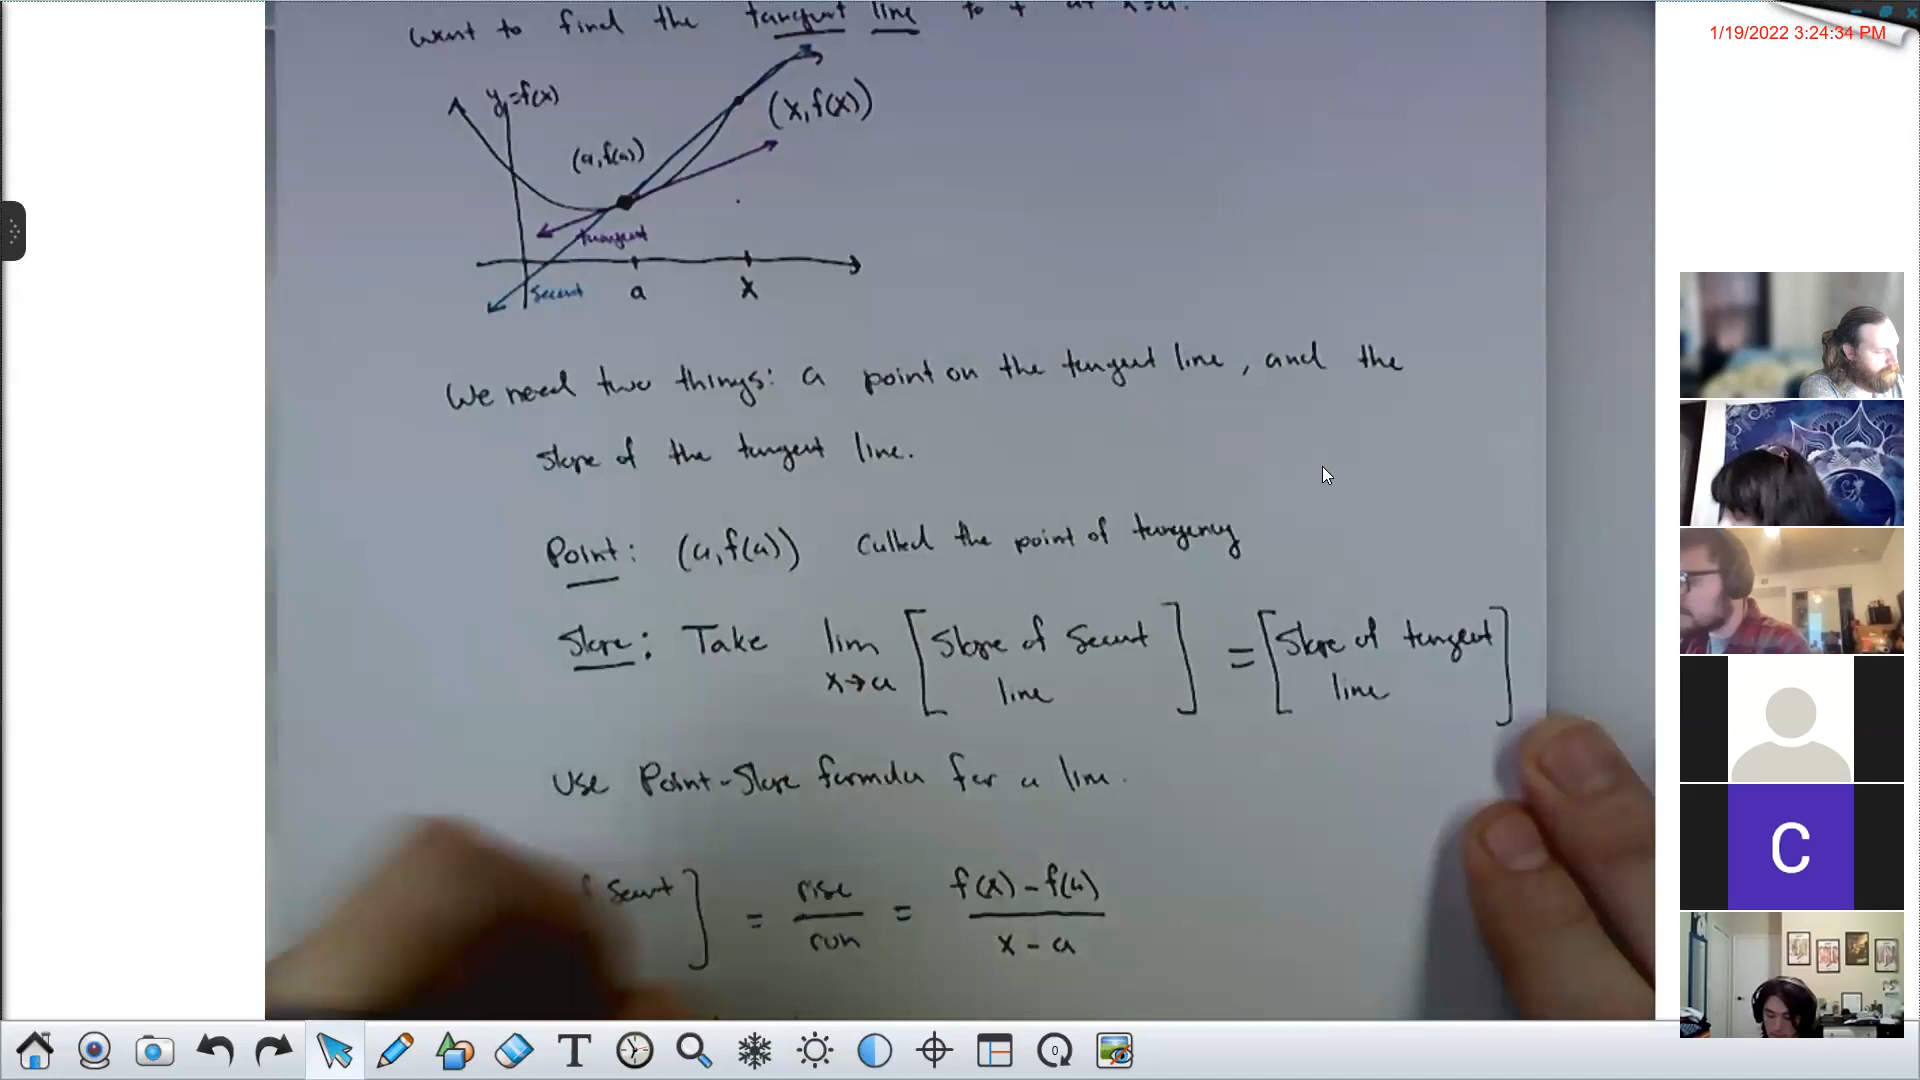 want to find the tangent line to f at x=a.
1/19/2022 3:24:34 PM
y=f(x)
(x, f(x))
(a, f(a))
tangent
secant
a
x
We need two things: a point on the tangent line, and the
slope of the tangent line.
Point: (a, f(a)) called the point of tangency
Slope: Take lim x→a [Slope of Secant line] = [Slope of tangent line]
Use Point-Slope formula for a line.
f Secant] = rise/run = f(x) - f(a)/x - a
C
T
0